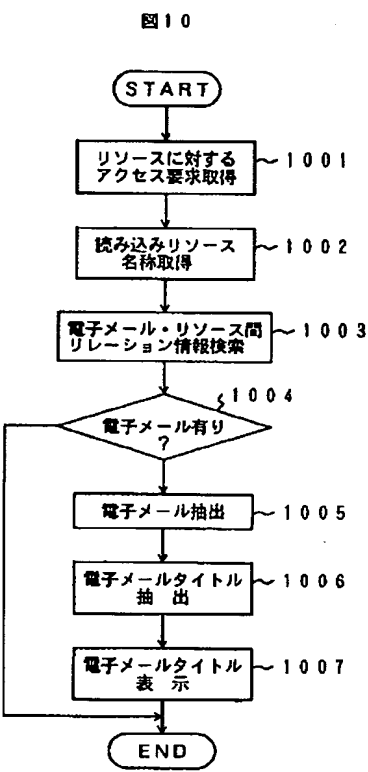 図10
START
リソースに対する
アクセス要求取得
1001
読み込みリソース
名称取得
1002
電子メール・リソース間
リレーション情報検索
1003
1004
電子メール有り
?
電子メール抽出
1005
電子メールタイトル
抽 出
1006
電子メールタイトル
表 示
1007
END